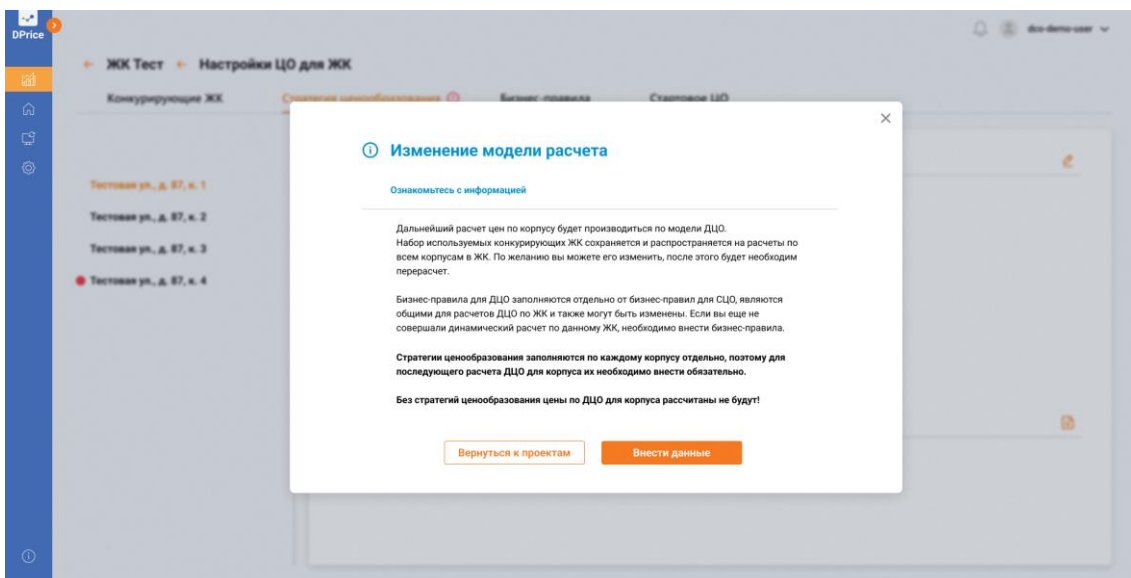 DPrice
dco-demo-user
← ЖК Тест ← Настройки ЦО для ЖК
Конкурирующие ЖК Стратегия ценообразования Бизнес-правила Стартовое ЦО
Изменение модели расчета
Ознакомьтесь с информацией
Дальнейший расчет цен по корпусу будет производиться по модели ДЦО.
Набор используемых конкурирующих ЖК сохраняется и распространяется на расчеты по
всем корпусам в ЖК. По желанию вы можете его изменить, после этого будет необходим
перерасчет.
Бизнес-правила для ДЦО заполняются отдельно от бизнес-правил для СЦО, являются
общими для расчетов ДЦО по ЖК и также могут быть изменены. Если вы еще не
совершали динамический расчет по данному ЖК, необходимо внести бизнес-правила.
Стратегии ценообразования заполняются по каждому корпусу отдельно, поэтому для
последующего расчета ДЦО для корпуса их необходимо внести обязательно.
Без стратегий ценообразования цены по ДЦО для корпуса рассчитаны не будут!
Вернуться к проектам Внести данные
Тестовая ул., д. 87, к. 1
Тестовая ул., д. 87, к. 2
Тестовая ул., д. 87, к. 3
Тестовая ул., д. 87, к. 4